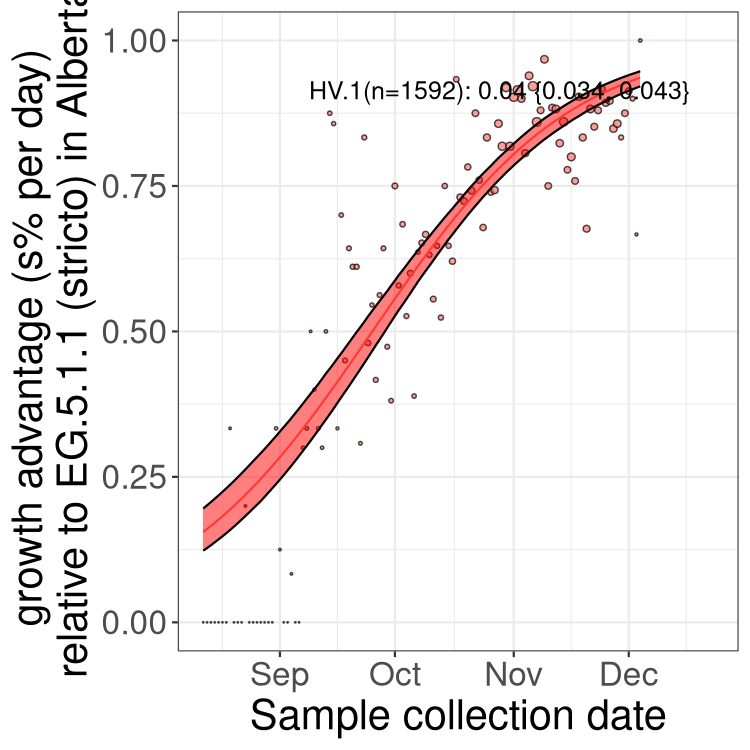 growth advantage (s% per day)
relative to EG.5.1.1 (stricto) in Alberta
1.00
0.75
0.50
0.25
0.00
HV.1(n=1592): 0.04 {0.034, 0.043}
Sep Oct Nov Dec
Sample collection date